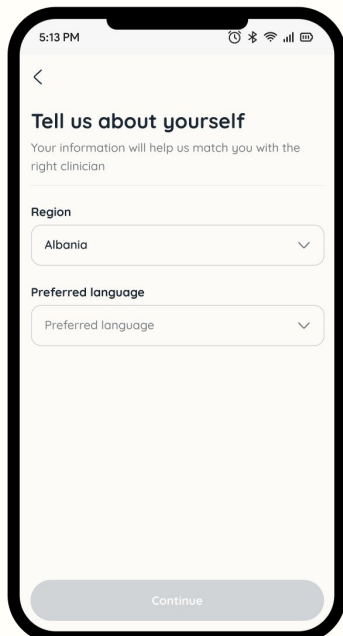 5:13 PM
Tell us about yourself
Your information will help us match you with the
right clinician
Region
Albania
Preferred language
Preferred language
Continue